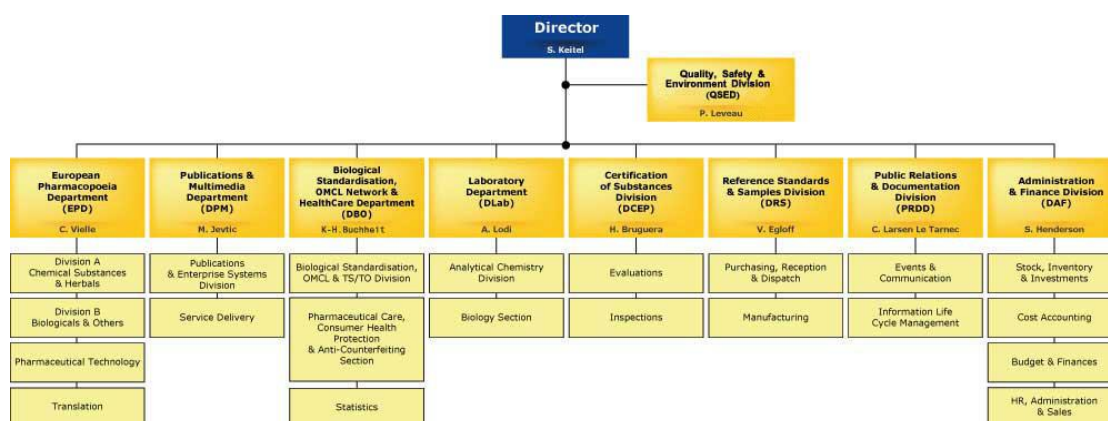 Director
S. Keitel
Quality, Safety &
Environment Division
(QSED)
P. Leveau
European
Pharmacopoeia
Department
(EPD)
C. Vielle
Division A
Chemical Substances
& Herbals
Division B
Biologicals & Others
Pharmaceutical Technology
Translation
Publications &
Multimedia
Department
(DPM)
M. Jevtic
Publications
& Enterprise Systems
Division
Service Delivery
Biological
Standardisation,
OMCL Network &
HealthCare Department
(DBO)
K-H.Buchheit
Biological Standardisation,
OMCL & TS/TO Division
Pharmaceutical Care,
Consumer Health
Protection
& Anti-Counterfeiting
Section
Statistics
Laboratory
Department
(DLab)
A. Lodi
Analytical Chemistry
Division
Biology Section
Certification
of Substances
Division
(DCEP)
H. Bruguera
Evaluations
Inspections
Reference Standards
& Samples Division
(DRS)
V. Egloff
Purchasing, Reception
& Dispatch
Manufacturing
Public Relations
& Documentation
Division
(PRDD)
C. Larsen Le Tarnec
Events &
Communication
Information Life
Cycle Management
Administration
& Finance Division
(DAF)
S. Henderson
Stock, Inventory
& Investments
Cost Accounting
Budget & Finances
HR, Administration
& Sales